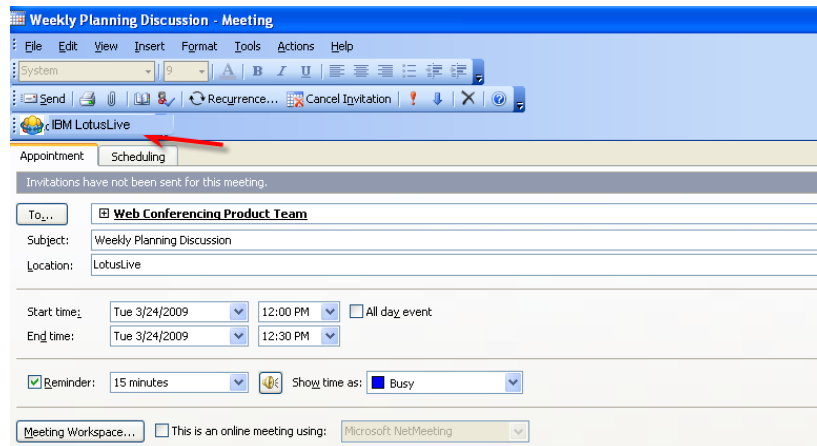 Weekly Planning Discussion - Meeting
File Edit View Insert Format Tools Actions Help
System 9 A B I U
Send Recurrence... Cancel Invitation
IBM LotusLive
Appointment Scheduling
Invitations have not been sent for this meeting.
To... Web Conferencing Product Team
Subject: Weekly Planning Discussion
Location: LotusLive
Start time: Tue 3/24/2009 12:00 PM All day event
End time: Tue 3/24/2009 12:30 PM
Reminder: 15 minutes Show time as: Busy
Meeting Workspace... This is an online meeting using: Microsoft NetMeeting